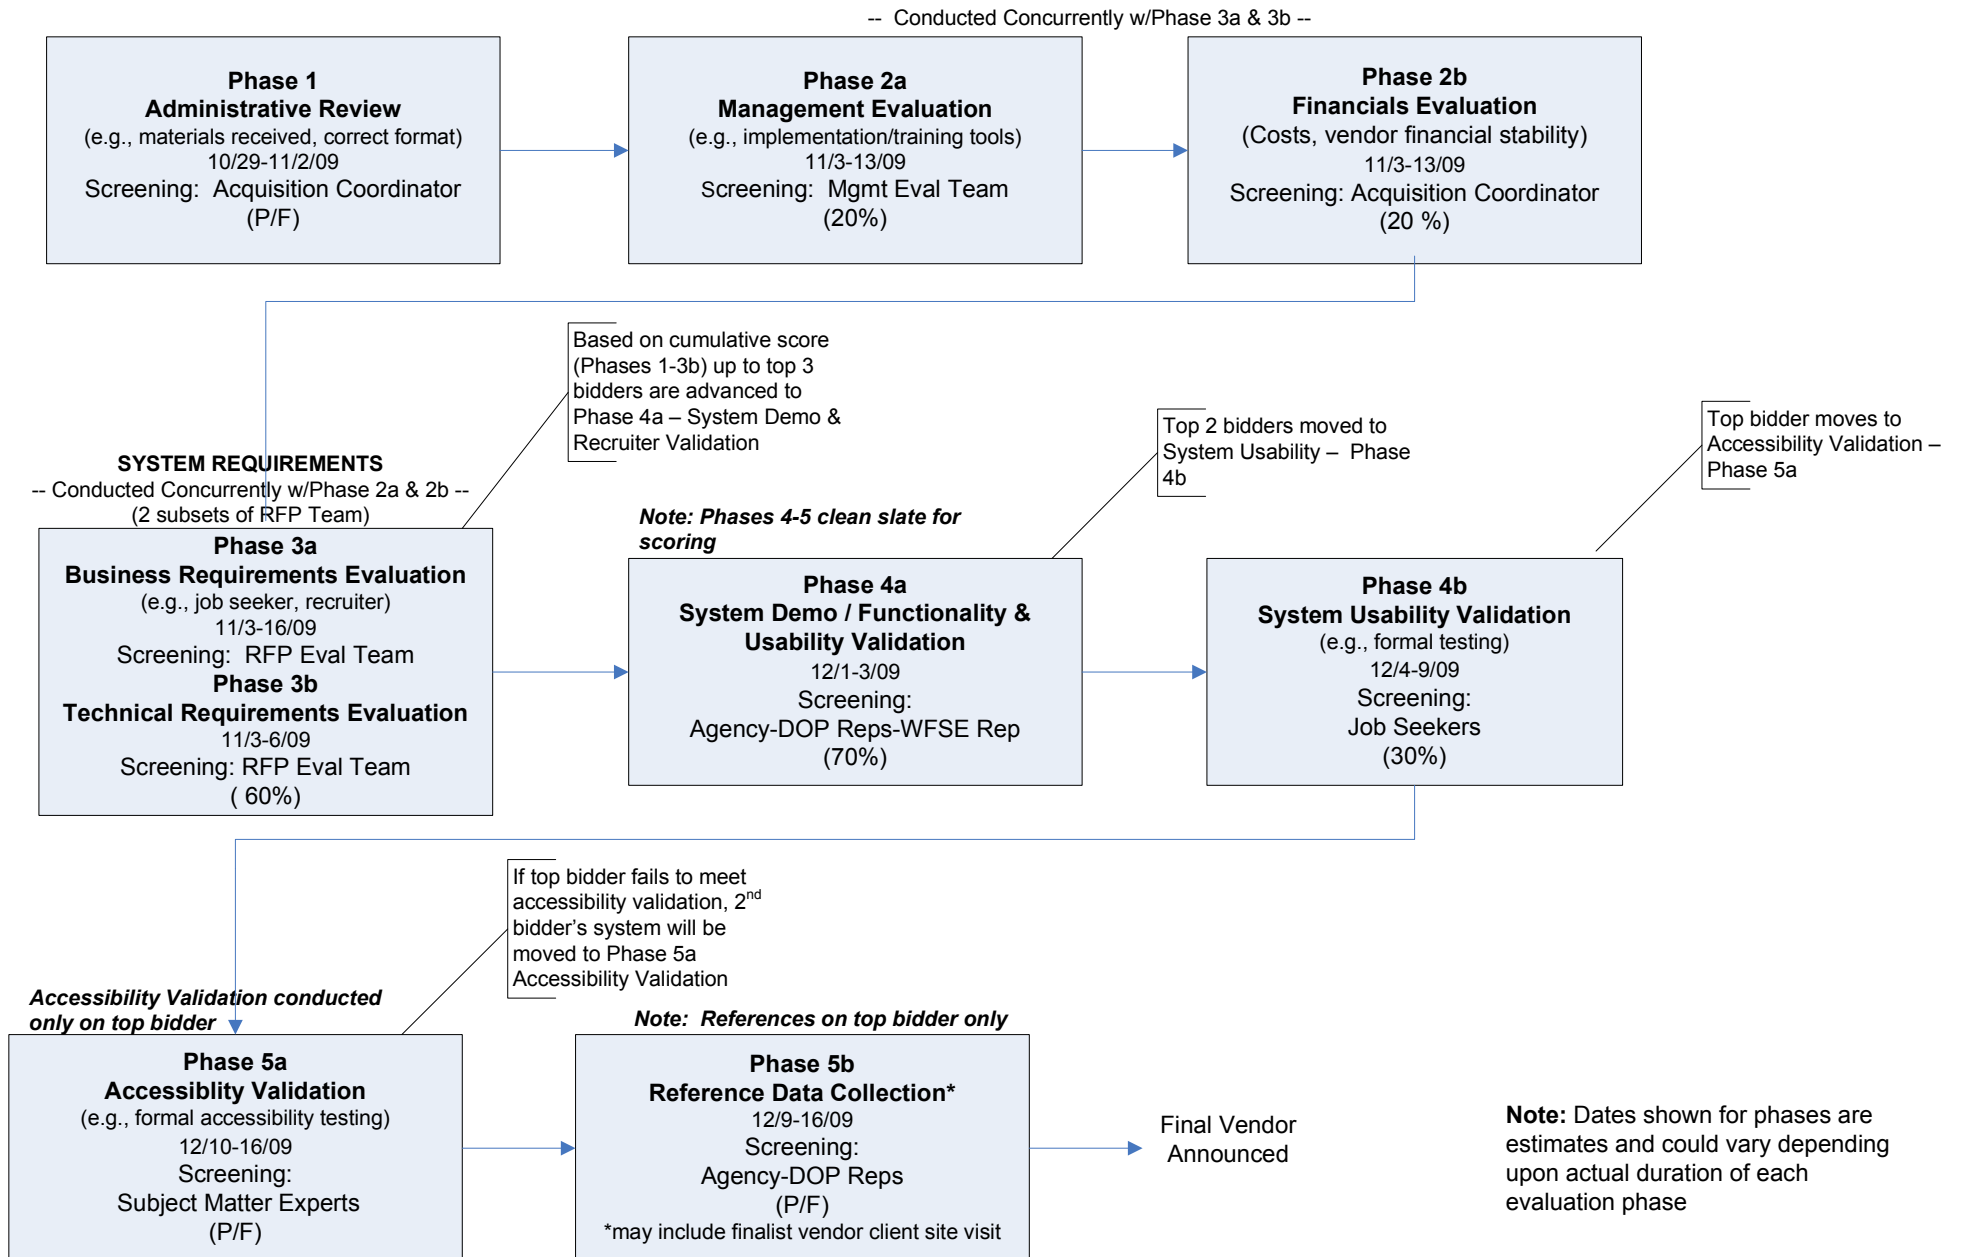 -- Conducted Concurrently w/Phase 3a & 3b --
Phase 1
Administrative Review
(e.g., materials received, correct format)
10/29-11/2/09
Screening: Acquisition Coordinator
(P/F)
Phase 2a
Management Evaluation
(e.g., implementation/training tools)
11/3-13/09
Screening: Mgmt Eval Team
(20%)
Phase 2b
Financials Evaluation
(Costs, vendor financial stability)
11/3-13/09
Screening: Acquisition Coordinator
(20 %)
Based on cumulative score
(Phases 1-3b) up to top 3
bidders are advanced to
Phase 4a – System Demo &
Recruiter Validation
Top 2 bidders moved to
System Usability – Phase
4b
Top bidder moves to
Accessibility Validation –
Phase 5a
SYSTEM REQUIREMENTS
-- Conducted Concurrently w/Phase 2a & 2b --
(2 subsets of RFP Team)
Phase 3a
Business Requirements Evaluation
(e.g., job seeker, recruiter)
11/3-16/09
Screening: RFP Eval Team
Phase 3b
Technical Requirements Evaluation
11/3-6/09
Screening: RFP Eval Team
( 60%)
Note: Phases 4-5 clean slate for
scoring
Phase 4a
System Demo / Functionality &
Usability Validation
12/1-3/09
Screening:
Agency-DOP Reps-WFSE Rep
(70%)
Phase 4b
System Usability Validation
(e.g., formal testing)
12/4-9/09
Screening:
Job Seekers
(30%)
If top bidder fails to meet
accessibility validation, 2nd
bidder’s system will be
moved to Phase 5a
Accessibility Validation
Accessibility Validation conducted
only on top bidder
Phase 5a
Accessiblity Validation
(e.g., formal accessibility testing)
12/10-16/09
Screening:
Subject Matter Experts
(P/F)
Note: References on top bidder only
Phase 5b
Reference Data Collection*
12/9-16/09
Screening:
Agency-DOP Reps
(P/F)
*may include finalist vendor client site visit
Final Vendor
Announced
Note: Dates shown for phases are
estimates and could vary depending
upon actual duration of each
evaluation phase